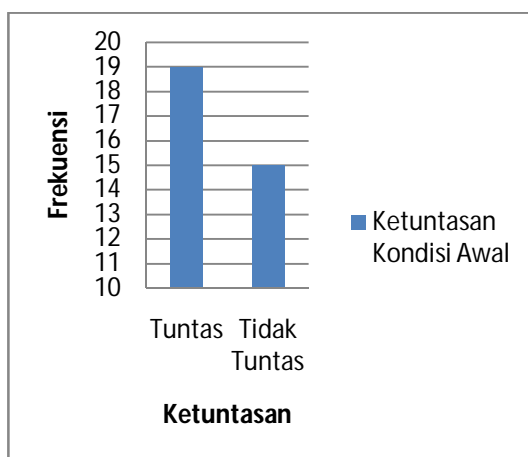 20
19
18
17
16
15
14
13
12
11
10
Frekuensi
Tuntas
Tidak
Tuntas
Ketuntasan
Ketuntasan
Kondisi Awal